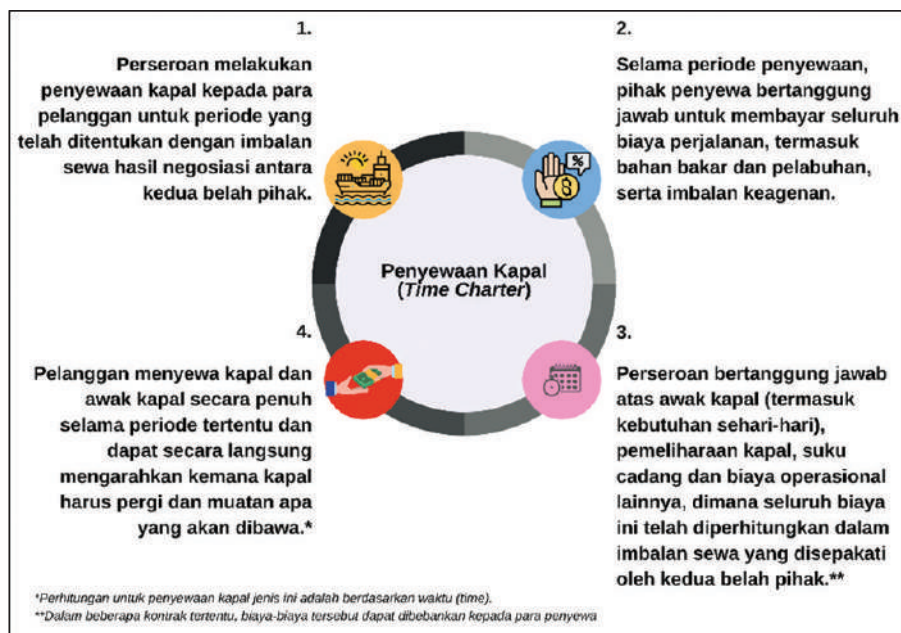 1.
Perseroan melakukan
penyewaan kapal kepada para
pelanggan untuk periode yang
telah ditentukan dengan imbalan
sewa hasil negosiasi antara
kedua belah pihak.
2.
Selama periode penyewaan,
pihak penyewa bertanggung
jawab untuk membayar seluruh
biaya perjalanan, termasuk
bahan bakar dan pelabuhan,
serta imbalan keagenan.
%
$
Penyewaan Kapal
(Time Charter)
4.
Pelanggan menyewa kapal dan
awak kapal secara penuh
selama periode tertentu dan
dapat secara langsung
mengarahkan kemana kapal
harus pergi dan muatan apa
yang akan dibawa.*
3.
Perseroan bertanggung jawab
atas awak kapal (termasuk
kebutuhan sehari-hari),
pemeliharaan kapal, suku
cadang dan biaya operasional
lainnya, dimana seluruh biaya
ini telah diperhitungkan dalam
imbalan sewa yang disepakati
oleh kedua belah pihak.**
*Perhitungan untuk penyewaan kapal jenis ini adalah berdasarkan waktu (time).
**Dalam beberapa kontrak tertentu, biaya-biaya tersebut dapat dibebankan kepada para penyewa